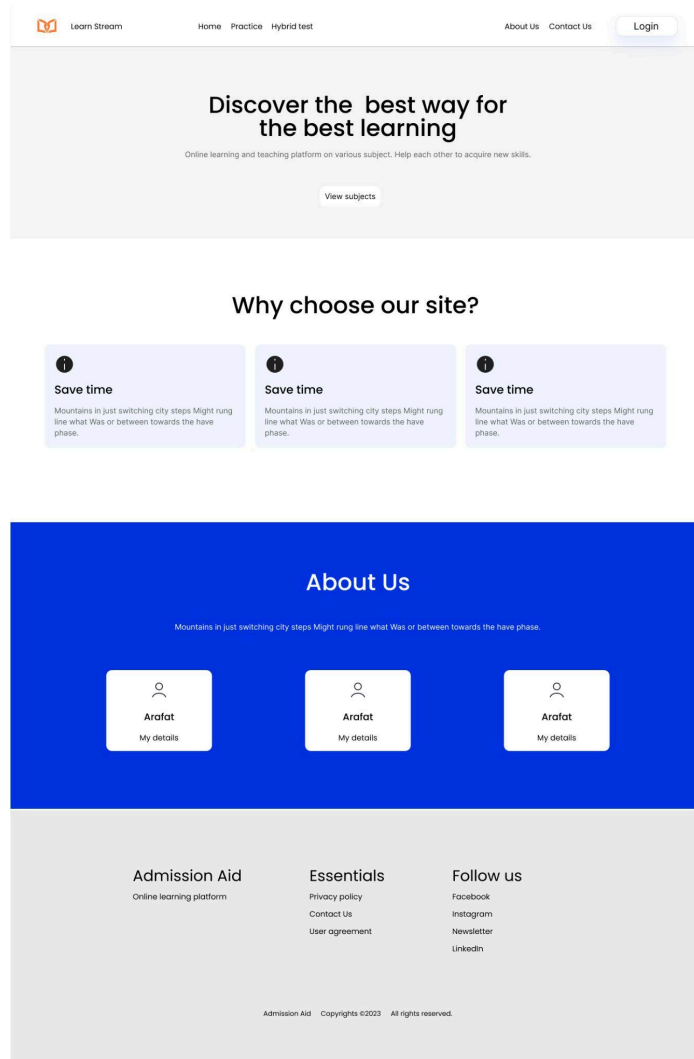 Learn Stream Home Practice Hybrid test About Us Contact Us Login
Discover the best way for
the best learning
Online learning and teaching platform on various subject. Help each other to acquire new skills.
View subjects
Why choose our site?
Save time
Mountains in just switching city steps Might rung
line what Was or between towards the have
phase.
Save time
Mountains in just switching city steps Might rung
line what Was or between towards the have
phase.
Save time
Mountains in just switching city steps Might rung
line what Was or between towards the have
phase.
About Us
Mountains in just switching city steps Might rung line what Was or between towards the have phase.
Arafat
My details
Arafat
My details
Arafat
My details
Admission Aid
Online learning platform
Essentials
Privacy policy
Contact Us
User agreement
Follow us
Facebook
Instagram
Newsletter
LinkedIn
Admission Aid Copyrights ©2023 All rights reserved.